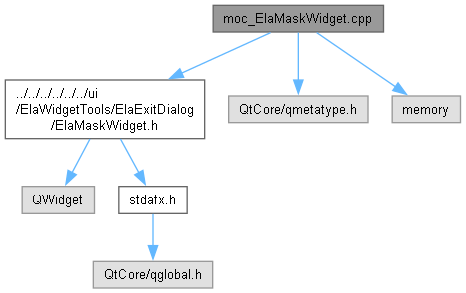 moc_ElaMaskWidget.cpp
../../../../../../../ui
/ElaWidgetTools/ElaExitDialog
/ElaMaskWidget.h
QtCore/qmetatype.h
memory
QWidget
stdafx.h
QtCore/qglobal.h